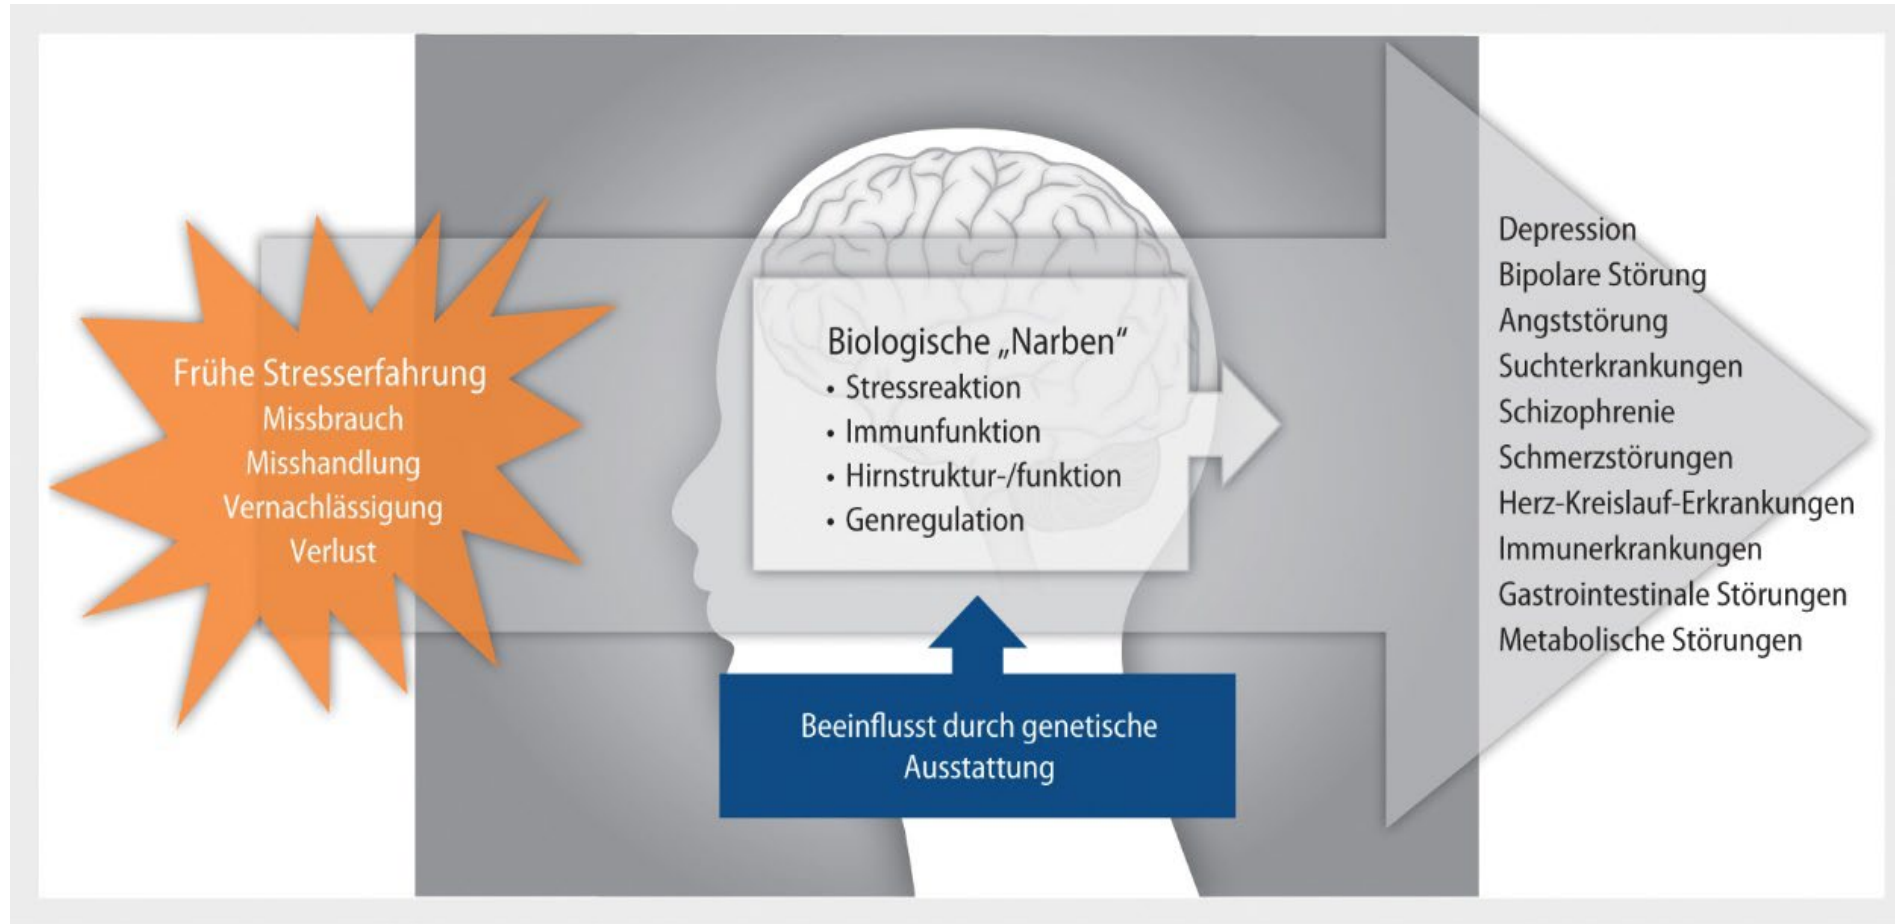 Frühe Stresserfahrung
Missbrauch
Misshandlung
Vernachlässigung
Verlust
Biologische „Narben“
• Stressreaktion
• Immunfunktion
• Hirnstruktur-/funktion
• Genregulation
Beeinflusst durch genetische
Ausstattung
Depression
Bipolare Störung
Angststörung
Suchterkrankungen
Schizophrenie
Schmerzstörungen
Herz-Kreislauf-Erkrankungen
Immunerkrankungen
Gastrointestinale Störungen
Metabolische Störungen